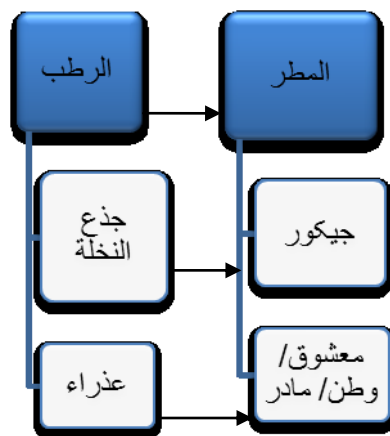 الرطب
المطر
جذع
النخلة
جيكور
عذراء
معشوق/
وطن/ مادر